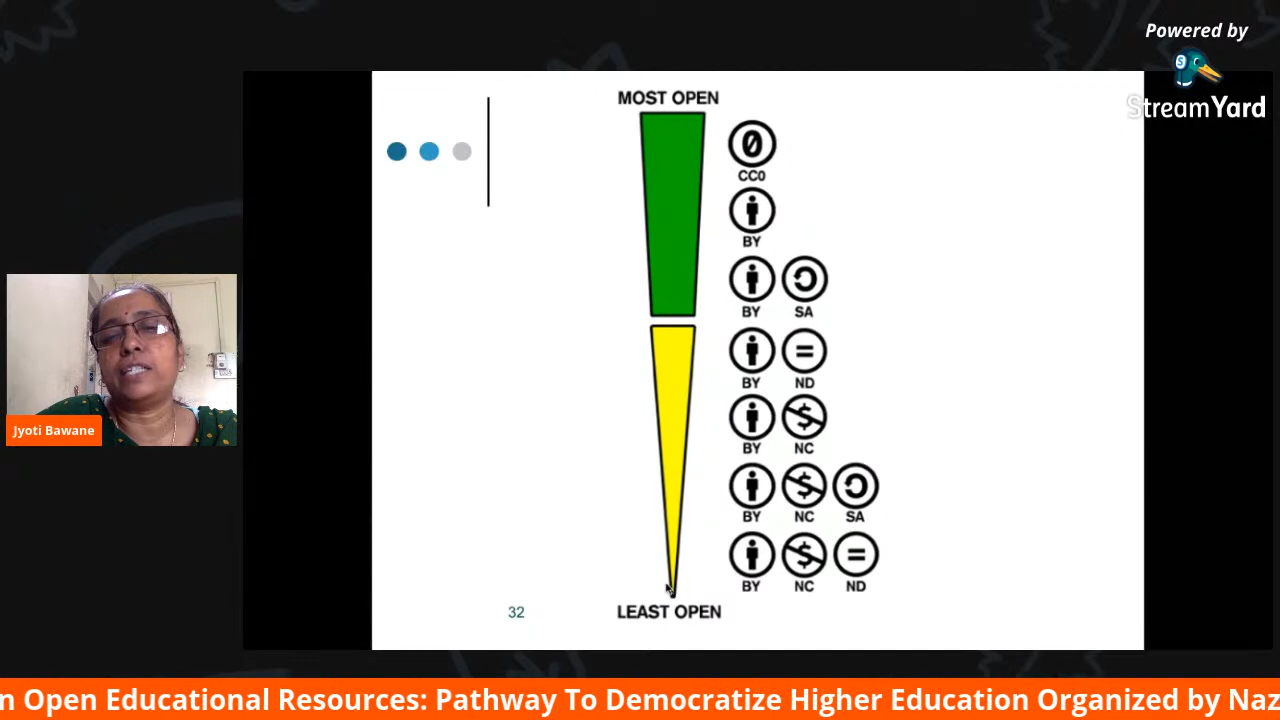 Powered by
StreamYard
MOST OPEN
CC0
BY
BY SA
BY ND
BY NC
BY NC SA
BY NC ND
32
LEAST OPEN
Jyoti Bawane
n Open Educational Resources: Pathway To Democratize Higher Education Organized by Naz